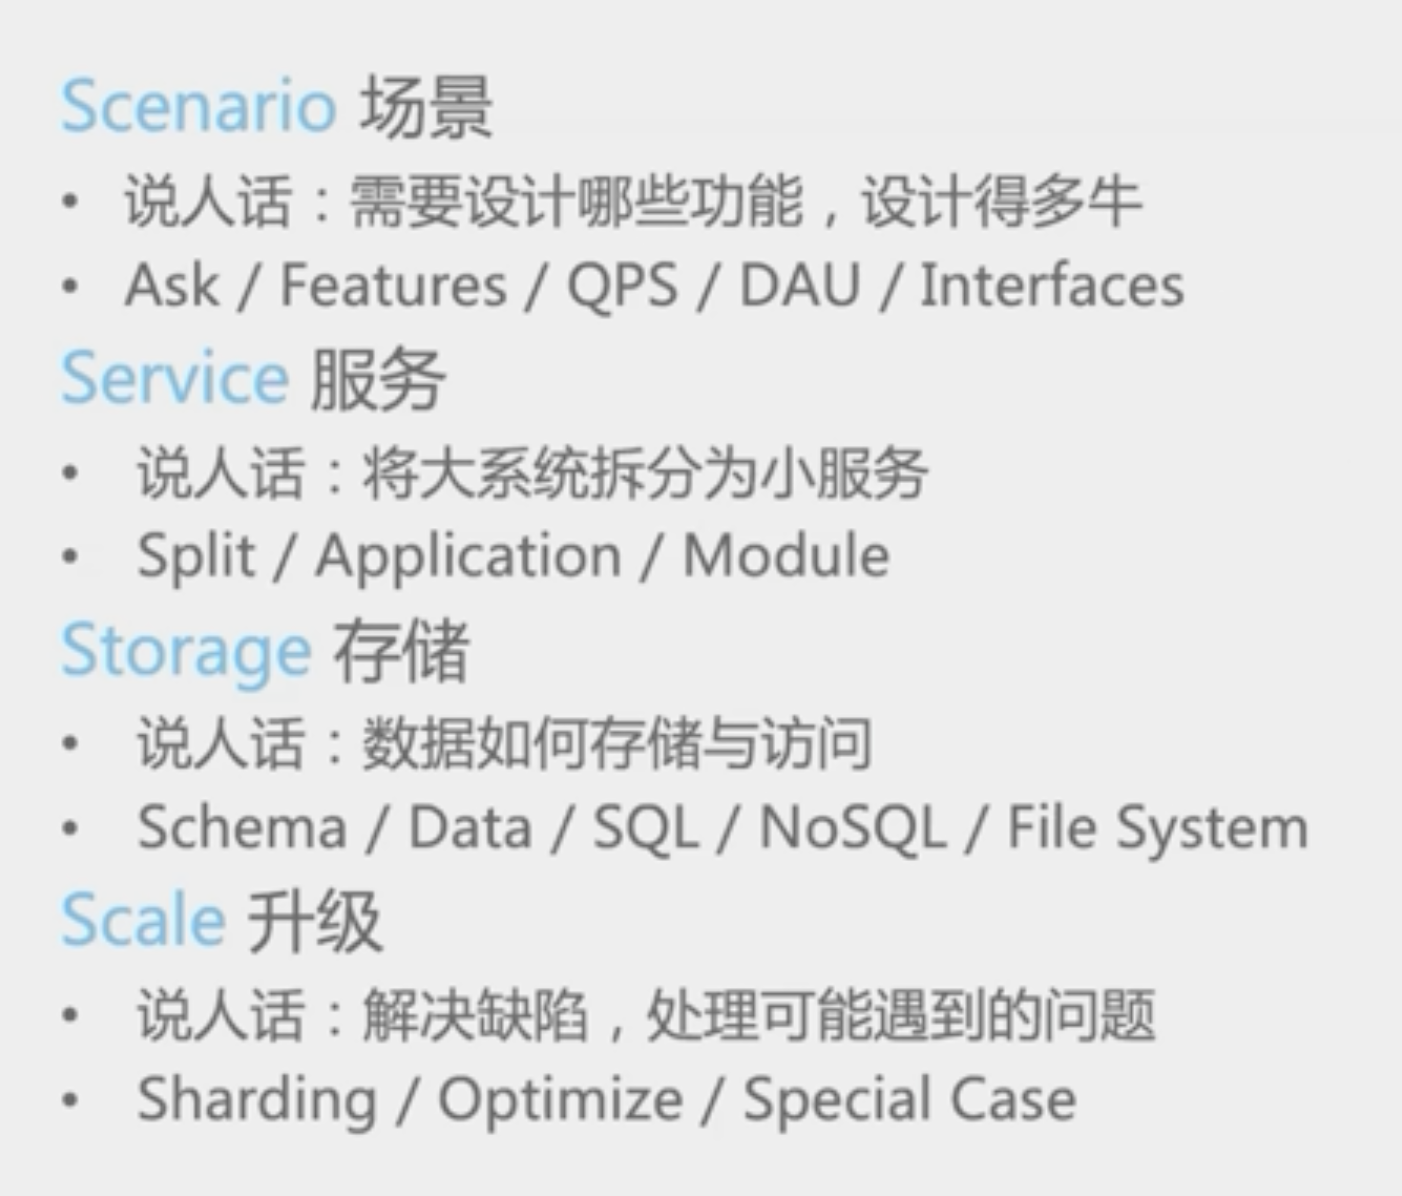 Scenario 场景
• 说人话：需要设计哪些功能，设计得多牛
• Ask / Features / QPS / DAU / Interfaces
Service 服务
• 说人话：将大系统拆分为小服务
• Split / Application / Module
Storage 存储
• 说人话：数据如何存储与访问
• Schema / Data / SQL / NoSQL / File System
Scale 升级
• 说人话：解决缺陷，处理可能遇到的问题
• Sharding / Optimize / Special Case